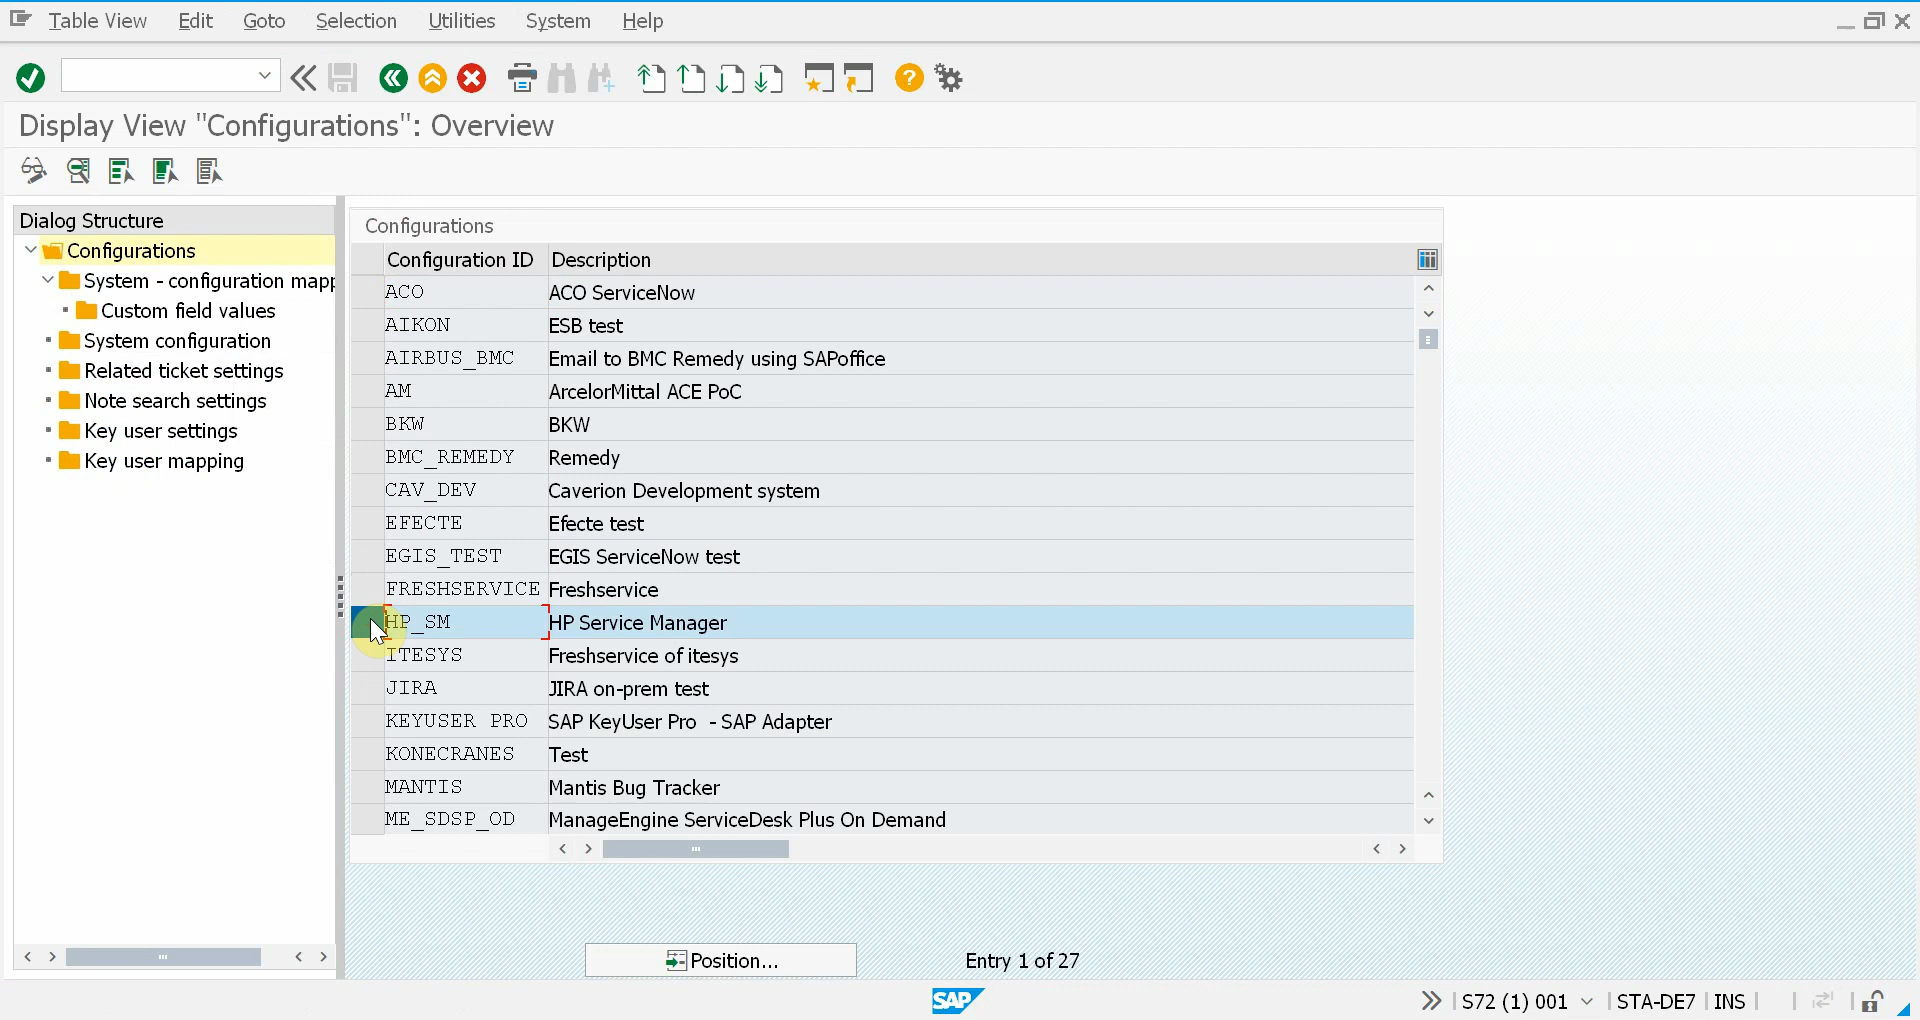 Table View Edit Goto Selection Utilities System Help
Display View "Configurations": Overview
Dialog Structure
Configurations
System - configuration mapp
Custom field values
System configuration
Related ticket settings
Note search settings
Key user settings
Key user mapping
Configurations
Configuration ID Description
ACO ACO ServiceNow
AIKON ESB test
AIRBUS_BMC Email to BMC Remedy using SAPoffice
AM ArcelorMittal ACE PoC
BKW BKW
BMC_REMEDY Remedy
CAV_DEV Caverion Development system
EFECTE Efecte test
EGIS_TEST EGIS ServiceNow test
FRESHSERVICE Freshservice
HP_SM HP Service Manager
ITESYS Freshservice of itesys
JIRA JIRA on-prem test
KEYUSER PRO SAP KeyUser Pro - SAP Adapter
KONECRANES Test
MANTIS Mantis Bug Tracker
ME_SDSP_OD ManageEngine ServiceDesk Plus On Demand
Position... Entry 1 of 27
SAP S72 (1) 001 STA-DE7 INS